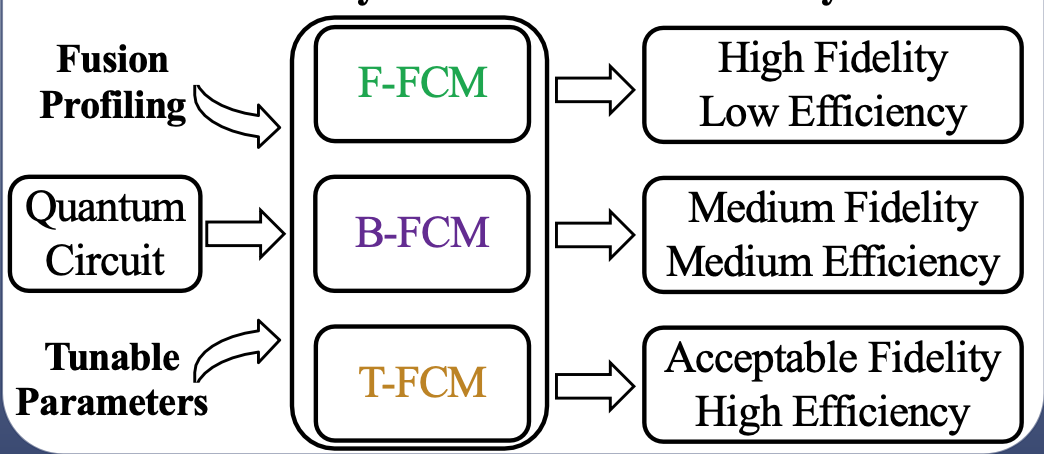 Fusion
Profiling
F-FCM
High Fidelity
Low Efficiency
Quantum
Circuit
B-FCM
Medium Fidelity
Medium Efficiency
Tunable
Parameters
T-FCM
Acceptable Fidelity
High Efficiency